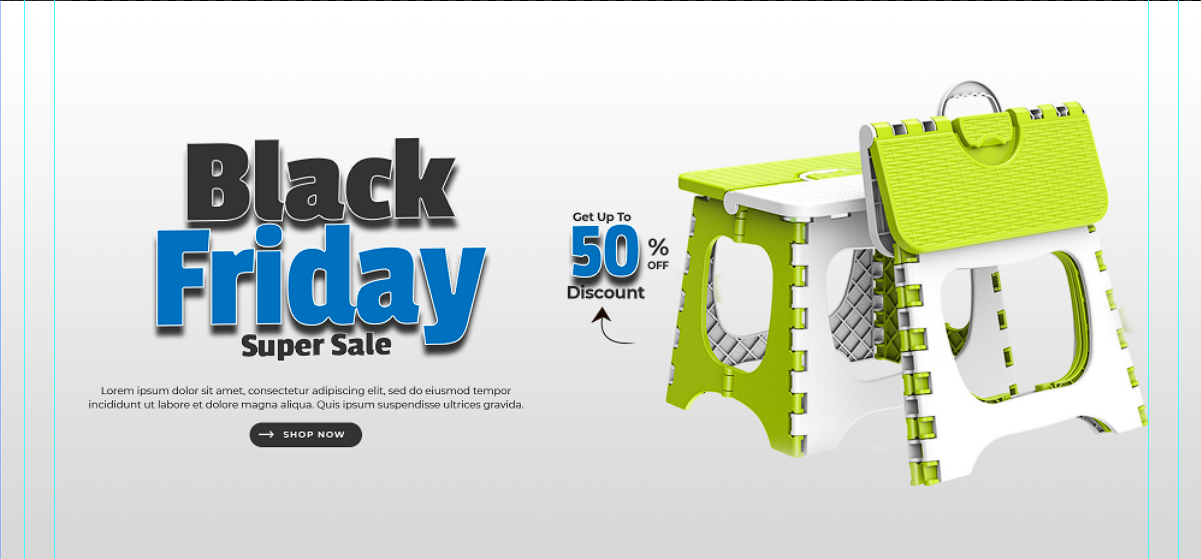 Black
Friday
Super Sale
Lorem ipsum dolor sit amet, consectetur adipiscing elit, sed do eiusmod tempor
incididunt ut labore et dolore magna aliqua. Quis ipsum suspendisse ultrices gravida.
SHOP NOW
Get Up To
50 %
OFF
Discount